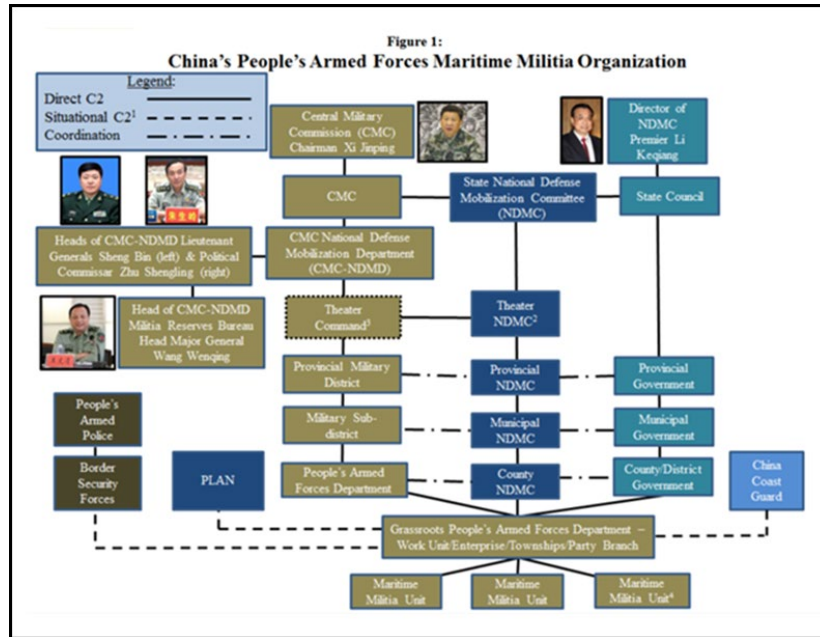 Figure 1:
China's People's Armed Forces Maritime Militia Organization
Legend:
Direct C2
Situational C2¹
Coordination
Central Military
Commission (CMC)
Chairman Xi Jinping
Director of
NDMC
Premier Li
Keqiang
CMC
State National Defense
Mobilization Committee
(NDMC)
State Council
Heads of CMC-NDMD Lieutenant
Generals Sheng Bin (left) & Political
Commissar Zhu Shengling (right)
CMC National Defense
Mobilization Department
(CMC-NDMD)
Head of CMC-NDMD
Militia Reserves Bureau
Head Major General
Wang Wenqing
Theater
Command³
Theater
NDMC²
Provincial Military
District
Provincial
NDMC
Provincial
Government
People's
Armed
Police
Military Sub-
district
Municipal
NDMC
Municipal
Government
Border
Security
Forces
PLAN
People's Armed
Forces Department
County
NDMC
County/District
Government
China
Coast
Guard
Grassroots People's Armed Forces Department –
Work Unit/Enterprise/Townships/Party Branch
Maritime
Militia Unit
Maritime
Militia Unit
Maritime
Militia Unit⁴